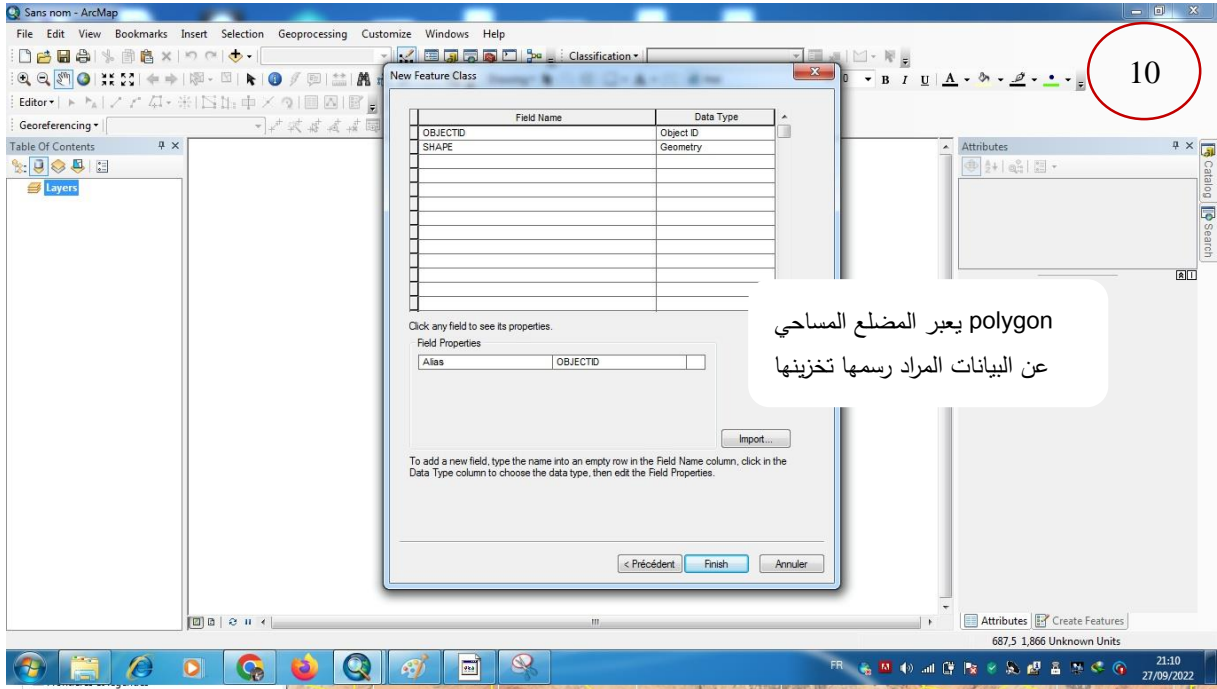 Sans nom - ArcMap
File Edit View Bookmarks Insert Selection Geoprocessing Customize Windows Help
Classification
10
New Feature Class
B I U A
Editor
Georeferencing
Field Name Data Type
OBJECTID Object ID
SHAPE Geometry
Table Of Contents
Layers
Attributes
Catalog
Search
يعبر المضلع المساحي polygon
عن البيانات المراد رسمها تخزينها
Click any field to see its properties.
Field Properties
Alias OBJECTID
Import...
To add a new field, type the name into an empty row in the Field Name column, click in the
Data Type column to choose the data type, then edit the Field Properties.
< Précédent Finish Annuler
Attributes Create Features
687,5 1,866 Unknown Units
FR
21:10
27/09/2022